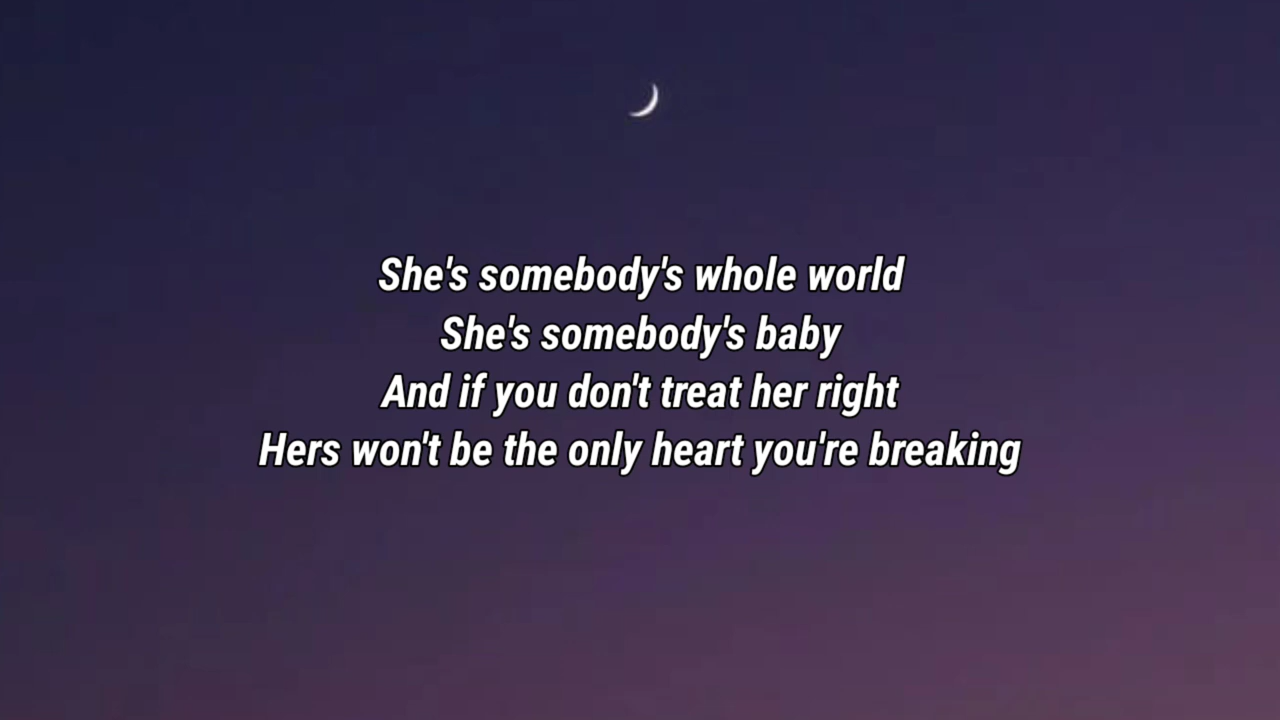 She's somebody's whole world
She's somebody's baby
And if you don't treat her right
Hers won't be the only heart you're breaking